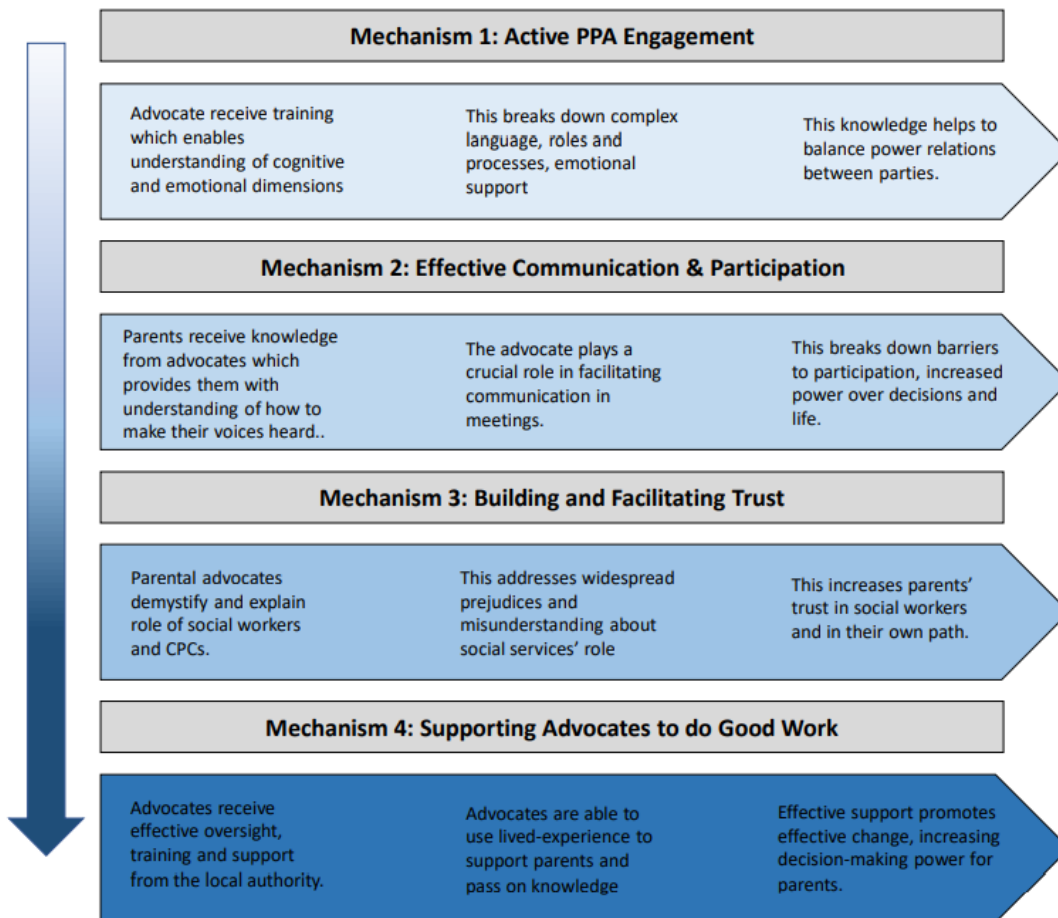 Mechanism 1: Active PPA Engagement
Advocate receive training
which enables
understanding of cognitive
and emotional dimensions
This breaks down complex
language, roles and
processes, emotional
support
This knowledge helps to
balance power relations
between parties.
Mechanism 2: Effective Communication & Participation
Parents receive knowledge
from advocates which
provides them with
understanding of how to
make their voices heard..
The advocate plays a
crucial role in facilitating
communication in
meetings.
This breaks down barriers
to participation, increased
power over decisions and
life.
Mechanism 3: Building and Facilitating Trust
Parental advocates
demystify and explain
role of social workers
and CPCs.
This addresses widespread
prejudices and
misunderstanding about
social services’ role
This increases parents’
trust in social workers
and in their own path.
Mechanism 4: Supporting Advocates to do Good Work
Advocates receive
effective oversight,
training and support
from the local authority.
Advocates are able to
use lived-experience to
support parents and
pass on knowledge
Effective support promotes
effective change, increasing
decision-making power for
parents.